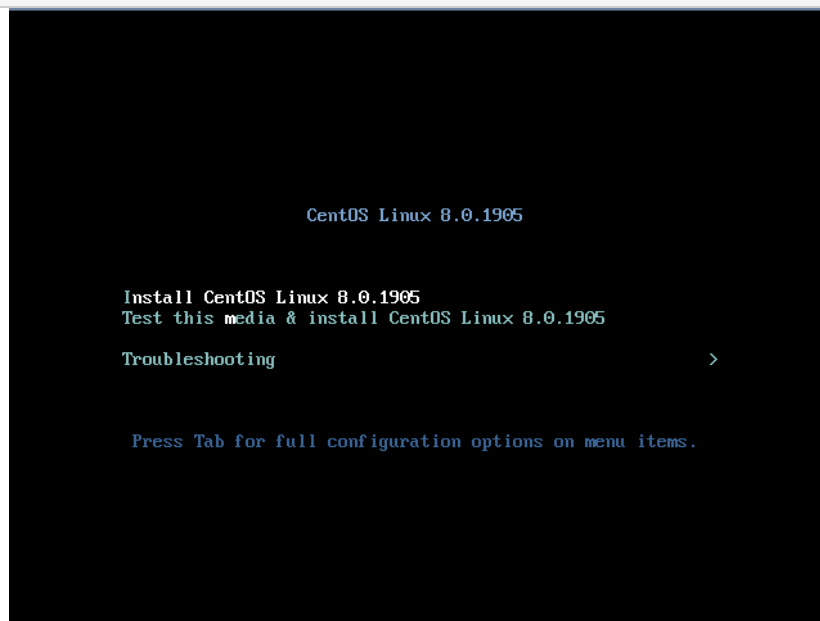 CentOS Linux 8.0.1905
Install CentOS Linux 8.0.1905
Test this media & install CentOS Linux 8.0.1905
Troubleshooting >
Press Tab for full configuration options on menu items.